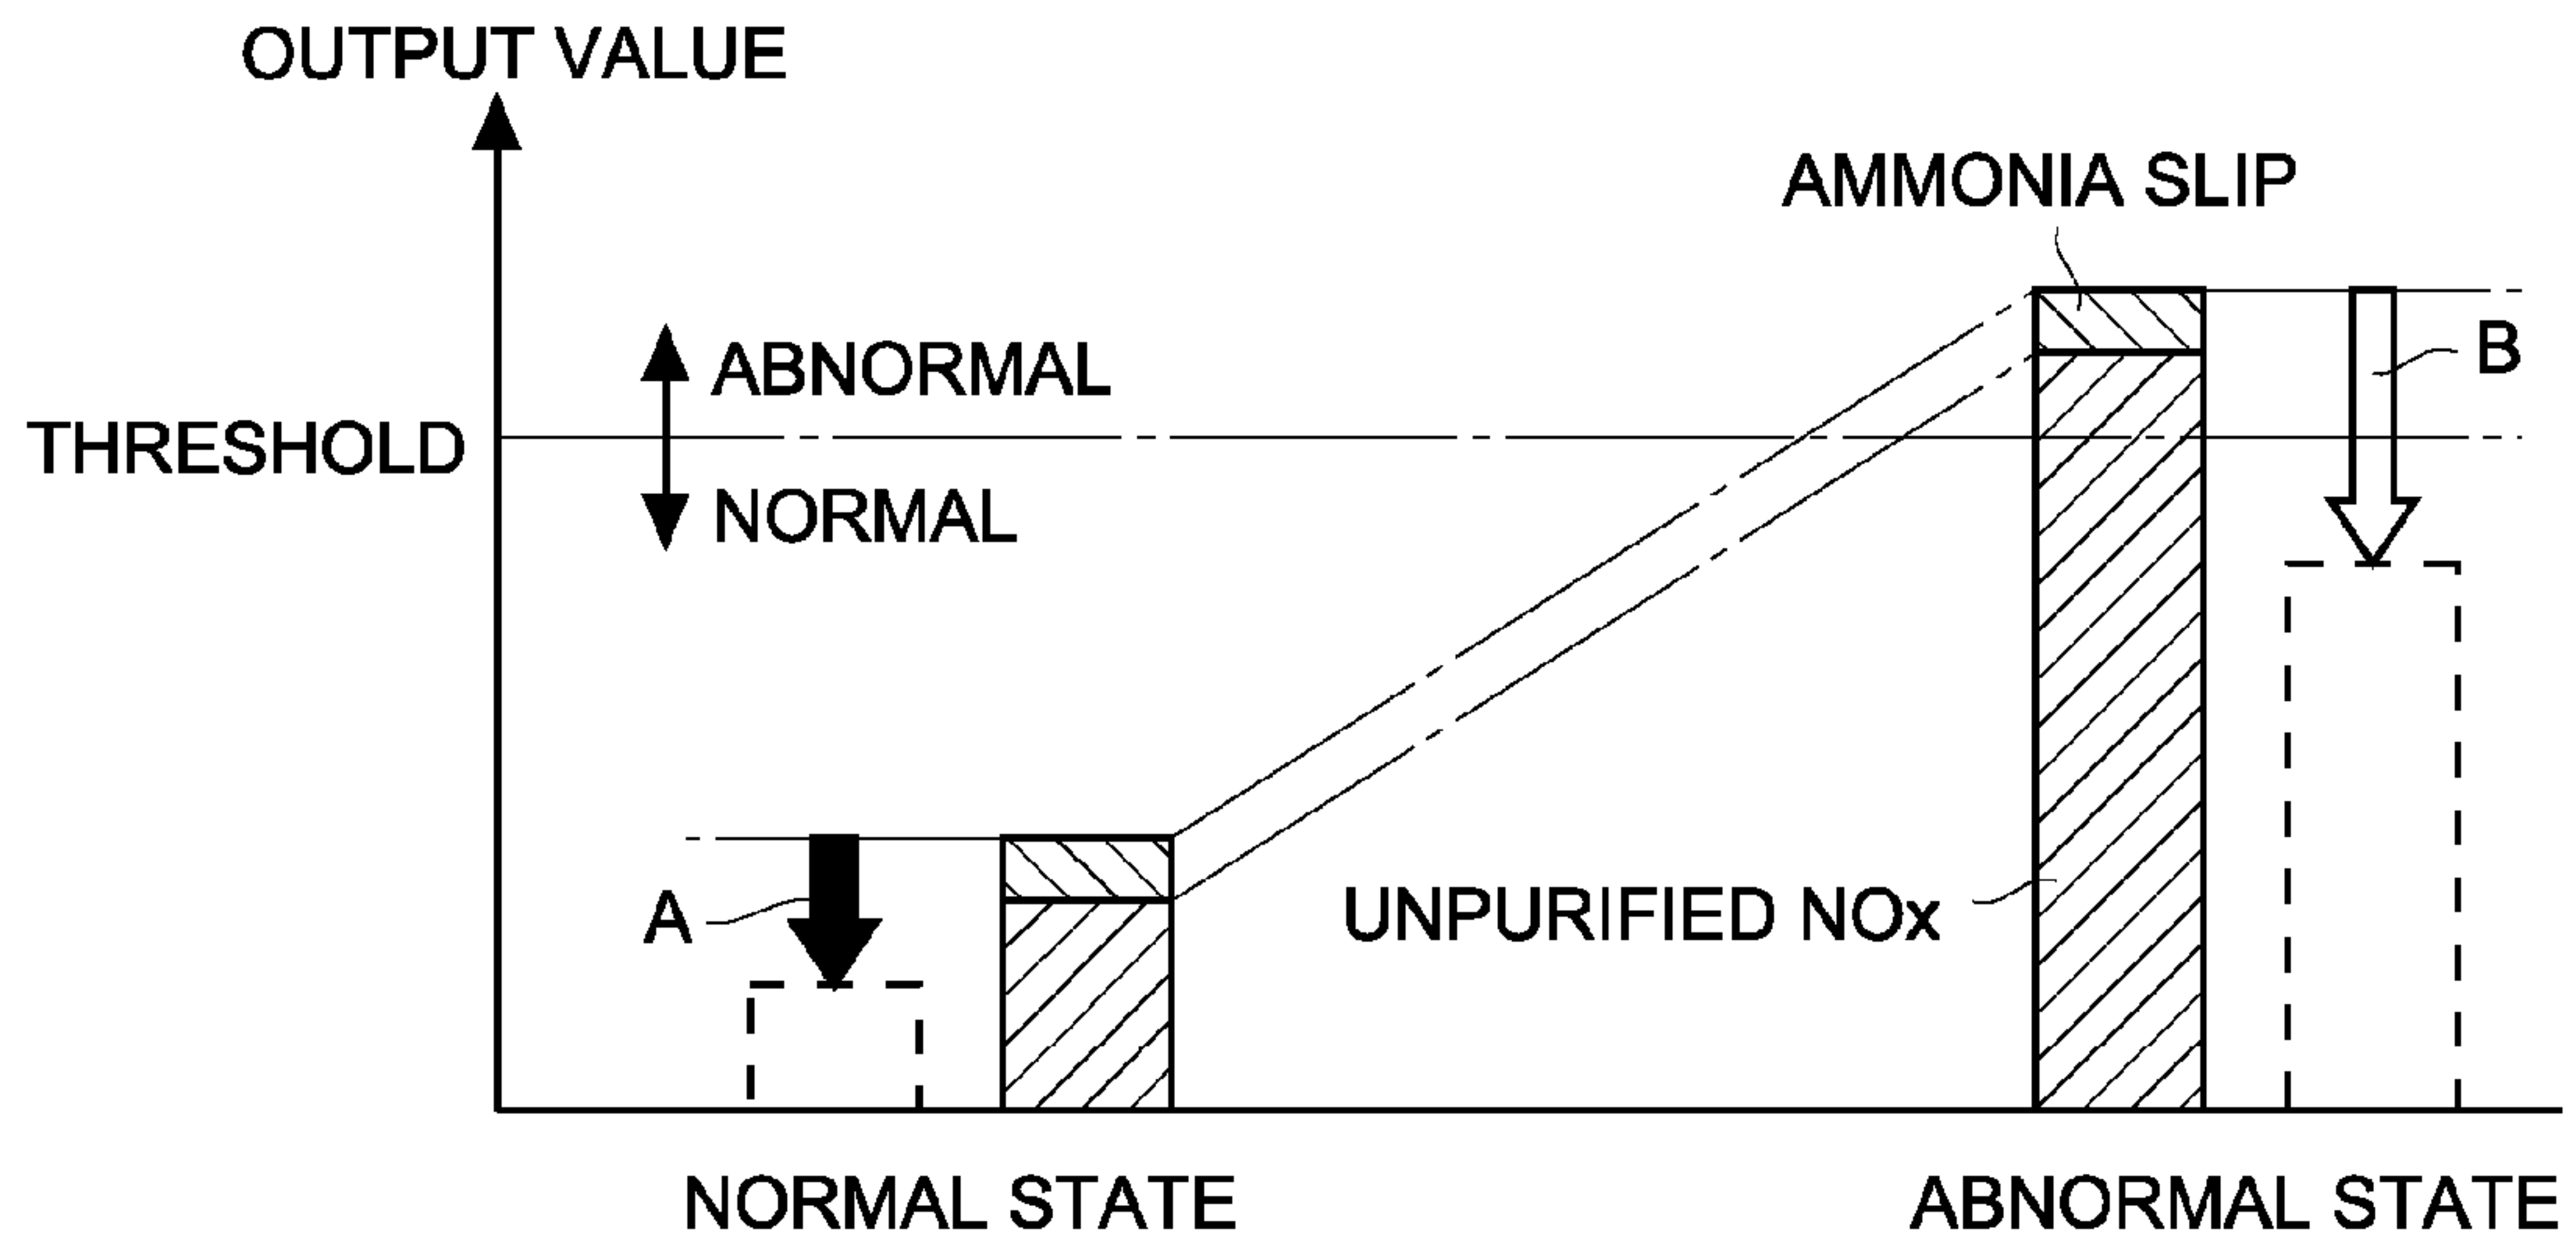 OUTPUT VALUE
AMMONIA SLIP
ABNORMAL
B
THRESHOLD
NORMAL
A
UNPURIFIED NOx
NORMAL STATE
ABNORMAL STATE